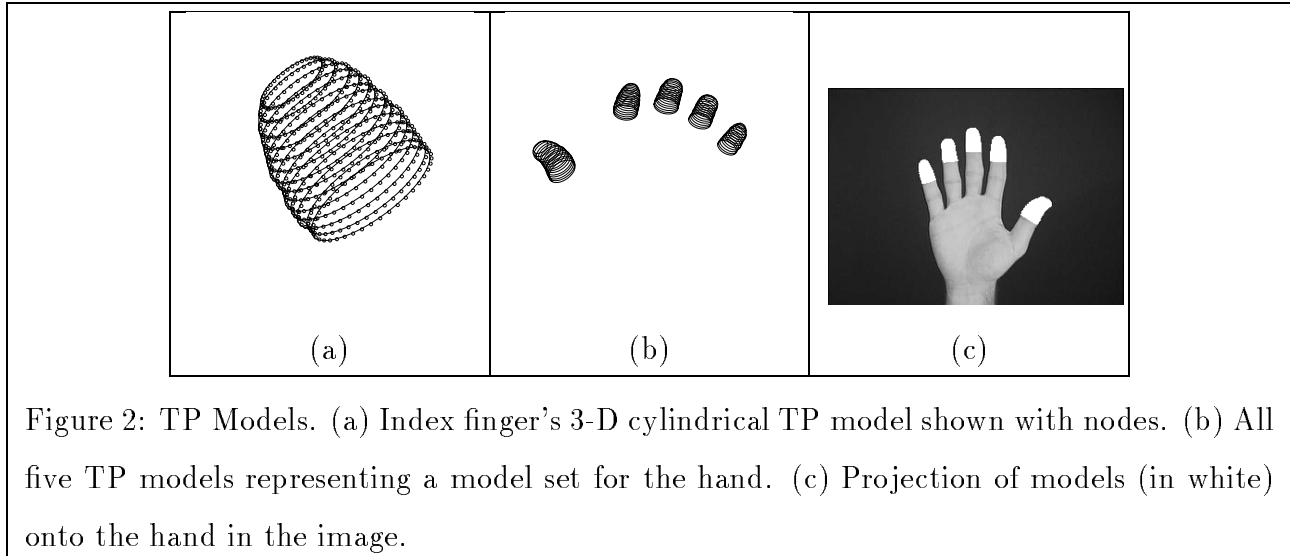 (a) (b) (c)
Figure 2: TP Models. (a) Index finger's 3-D cylindrical TP model shown with nodes. (b) All
five TP models representing a model set for the hand. (c) Projection of models (in white)
onto the hand in the image.